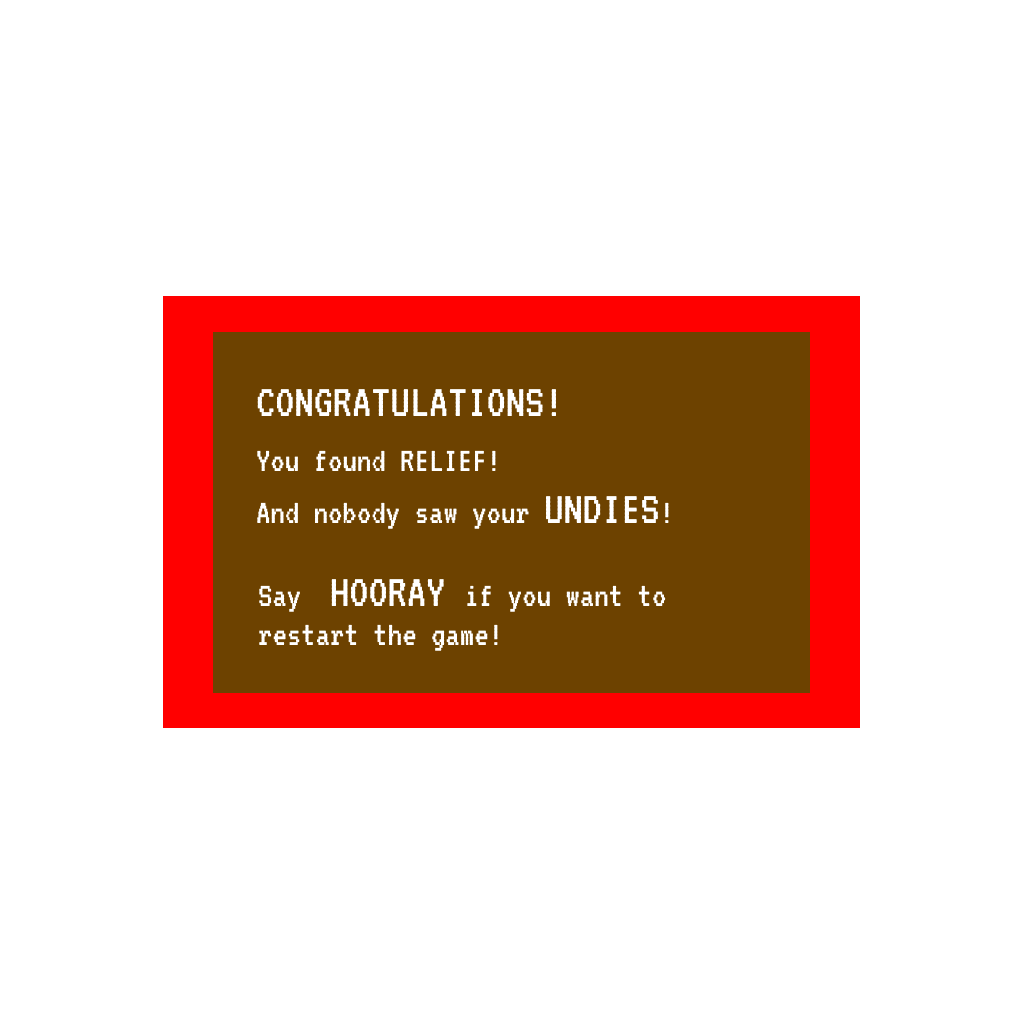 CONGRATULATIONS!
You found RELIEF!
And nobody saw your UNDIES!
Say HOORAY if you want to
restart the game!